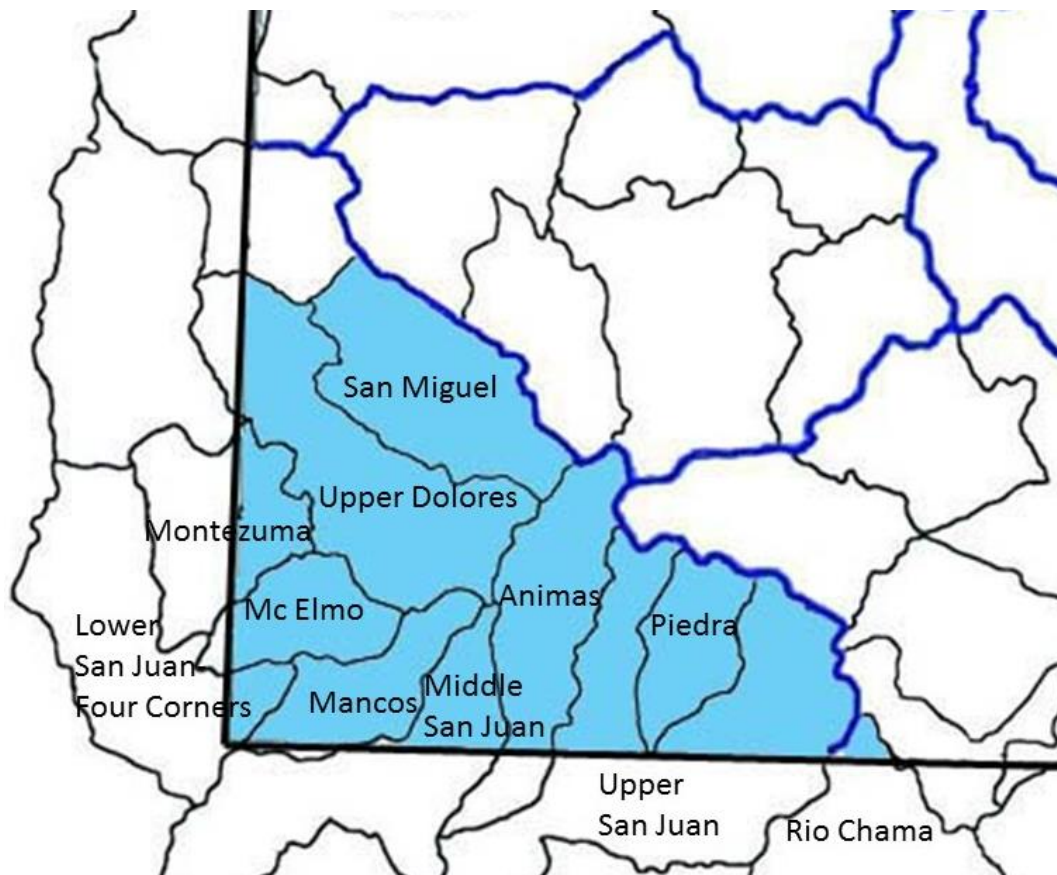 San Miguel
Upper Dolores
Montezuma
Mc Elmo
Animas
Lower
San Juan
Four Corners
Piedra
Mancos
Middle
San Juan
Upper
San Juan
Rio Chama